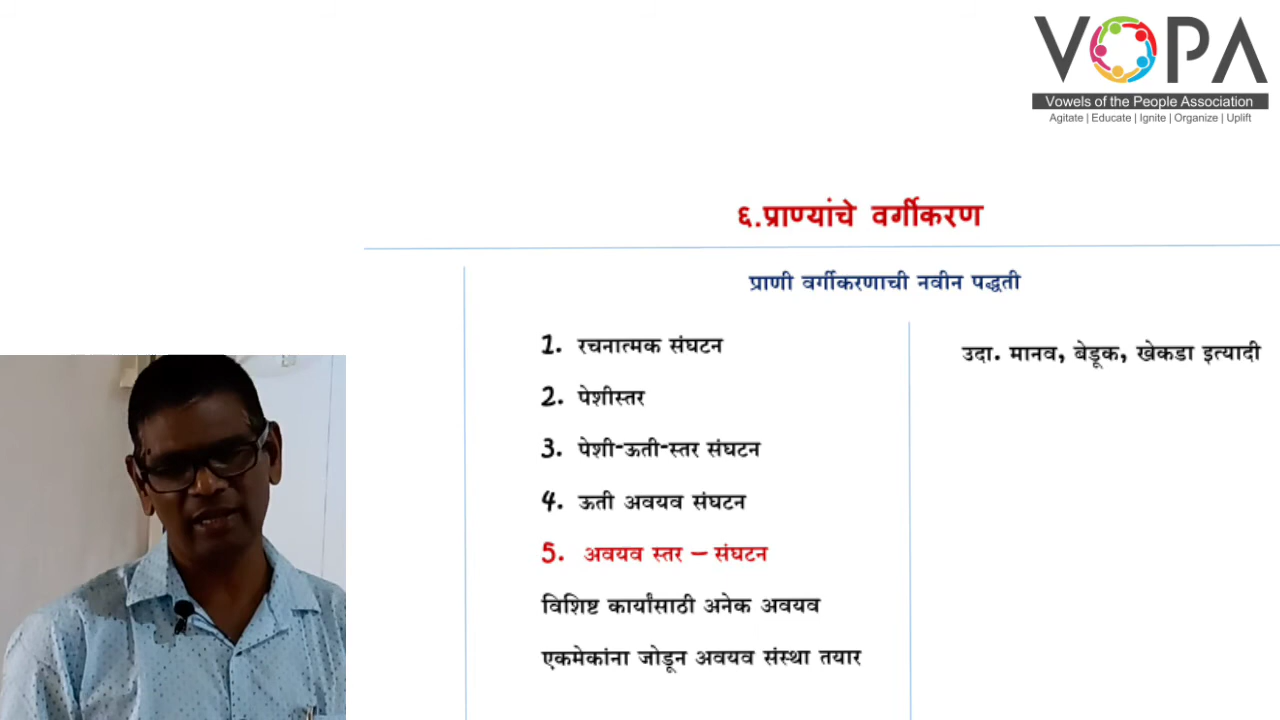 VOPA
Vowels of the People Association
Agitate | Educate | Ignite | Organize | Uplift
६.प्राण्यांचे वर्गीकरण
प्राणी वर्गीकरणाची नवीन पद्धती
1. रचनात्मक संघटन
2. पेशीस्तर
3. पेशी-ऊती-स्तर संघटन
4. ऊती अवयव संघटन
5. अवयव स्तर – संघटन
विशिष्ट कार्यांसाठी अनेक अवयव
एकमेकांना जोडून अवयव संस्था तयार
उदा. मानव, बेडूक, खेकडा इत्यादी